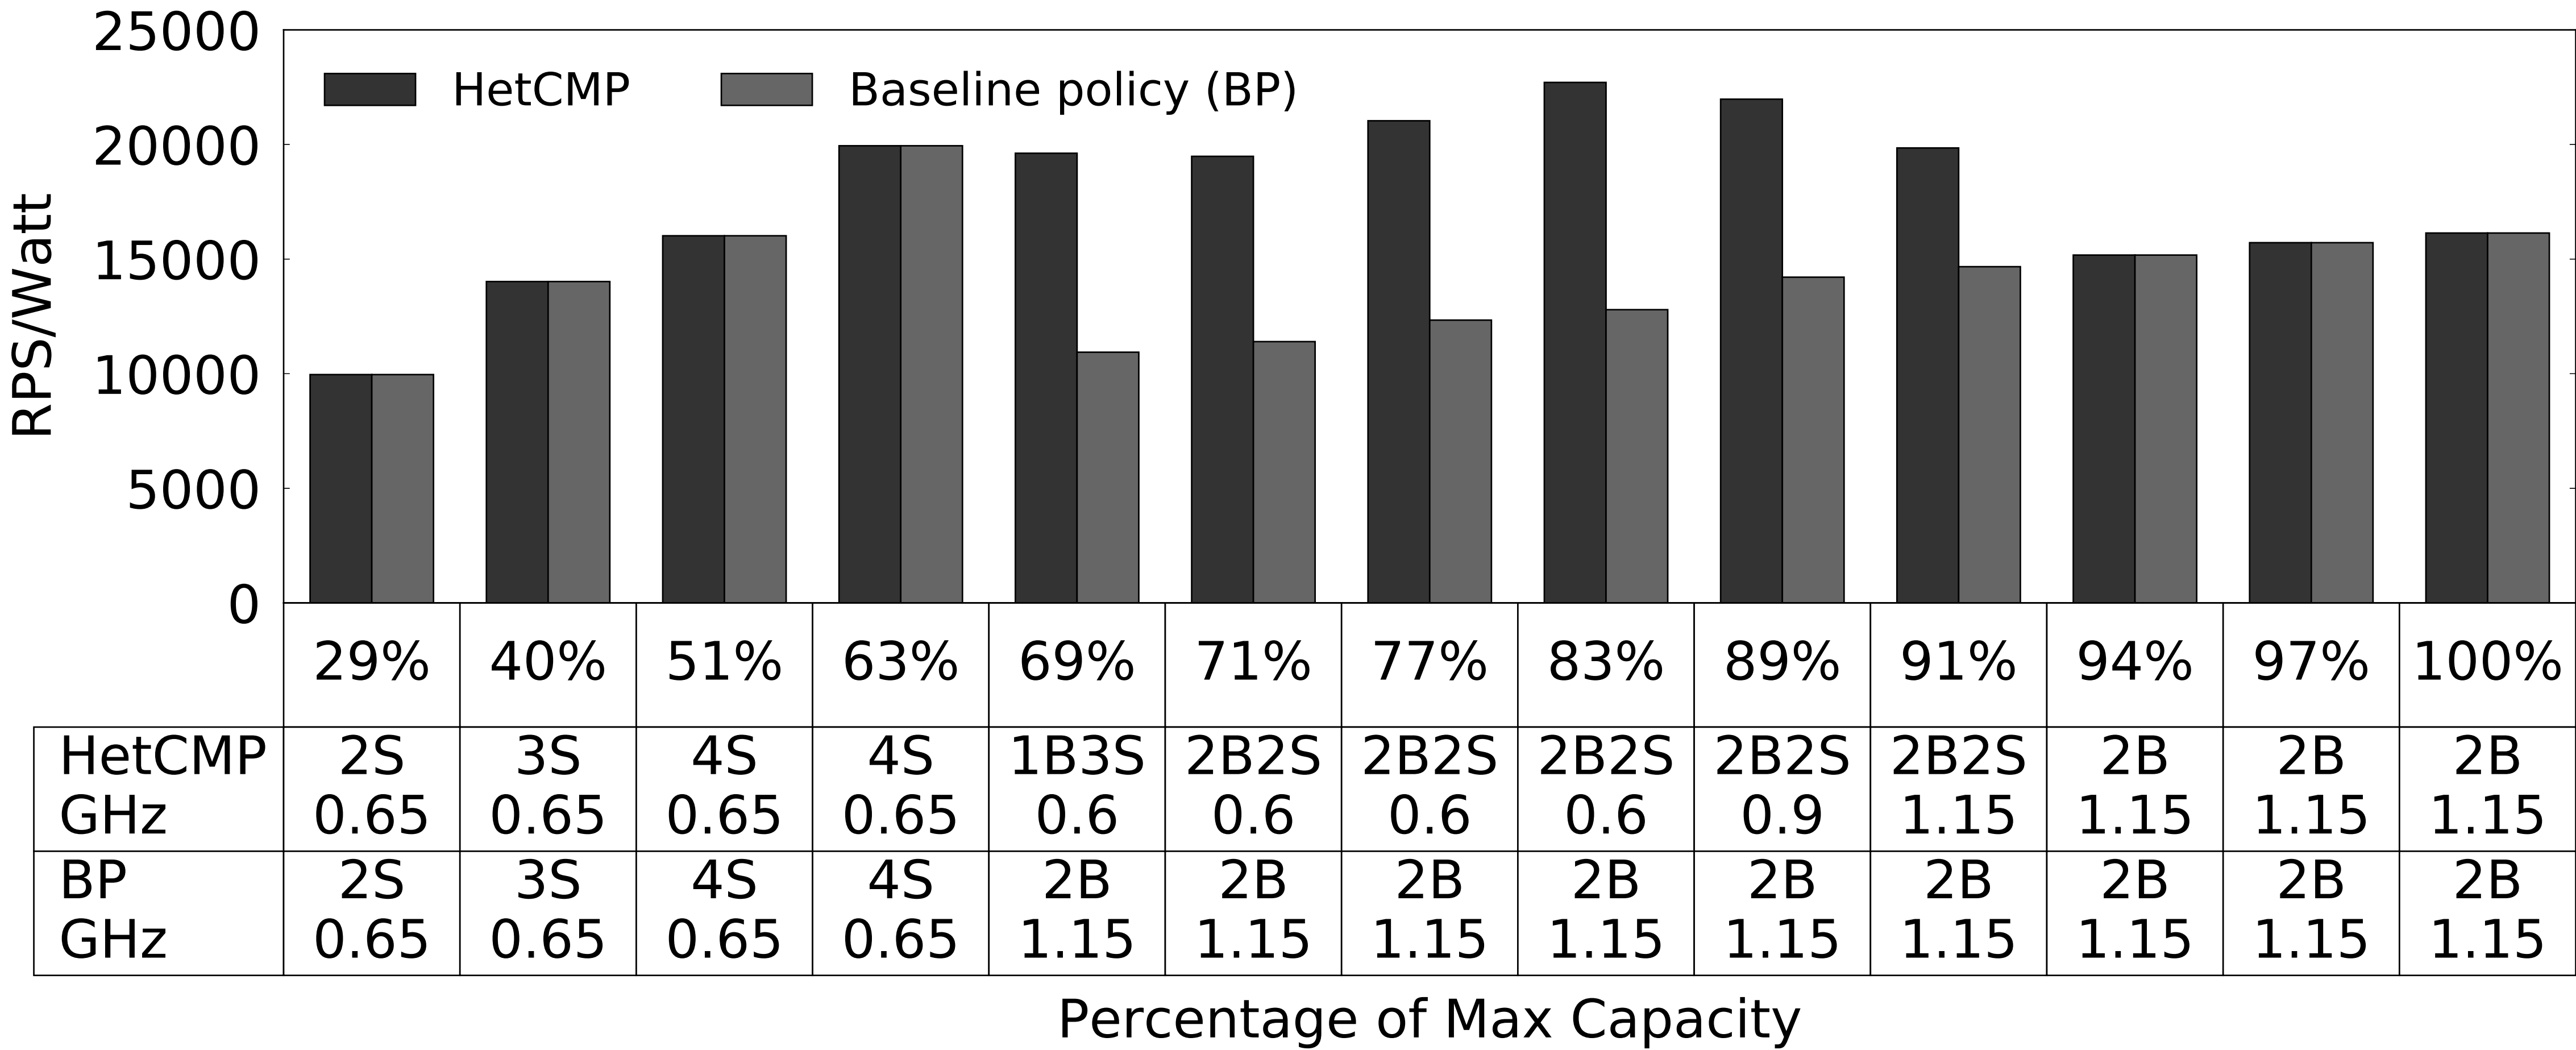 25000
20000
15000
10000
5000
0
RPS/Watt
HetCMP Baseline policy (BP)
29% 40% 51% 63% 69% 71% 77% 83% 89% 91% 94% 97% 100%
HetCMP 2S 3S 4S 4S 1B3S 2B2S 2B2S 2B2S 2B2S 2B2S 2B 2B 2B
GHz 0.65 0.65 0.65 0.65 0.6 0.6 0.6 0.6 0.9 1.15 1.15 1.15 1.15
BP 2S 3S 4S 4S 2B 2B 2B 2B 2B 2B 2B 2B 2B
GHz 0.65 0.65 0.65 0.65 1.15 1.15 1.15 1.15 1.15 1.15 1.15 1.15 1.15
Percentage of Max Capacity